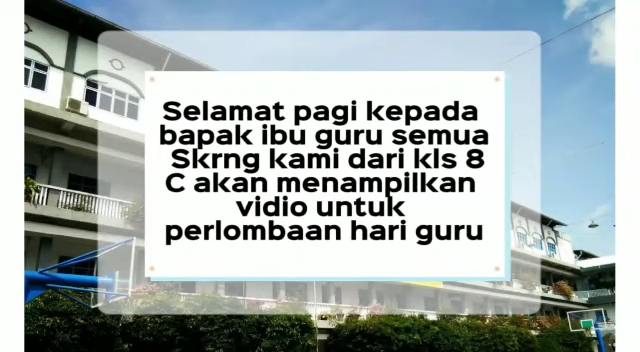 Selamat pagi kepada
bapak ibu guru semua
Skrng kami dari kls 8
C akan menampilkan
vidio untuk
perlombaan hari guru